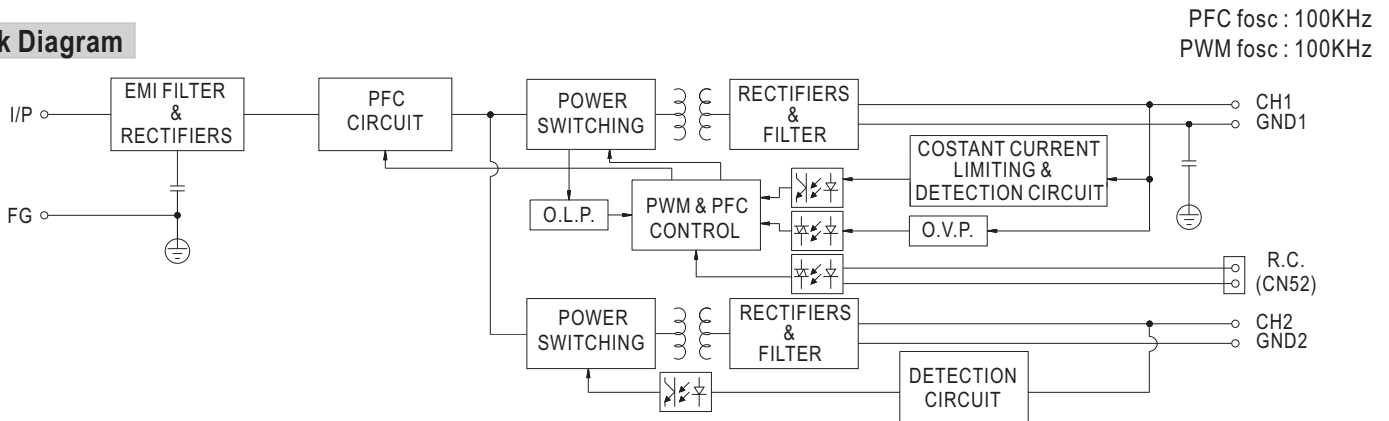 PFC fosc : 100KHz
PWM fosc : 100KHz
k Diagram
I/P
EMI FILTER
&
RECTIFIERS
PFC
CIRCUIT
POWER
SWITCHING
RECTIFIERS
&
FILTER
CH1
GND1
COSTANT CURRENT
LIMITING &
DETECTION CIRCUIT
FG
O.L.P.
PWM & PFC
CONTROL
O.V.P.
R.C.
(CN52)
POWER
SWITCHING
RECTIFIERS
&
FILTER
CH2
GND2
DETECTION
CIRCUIT